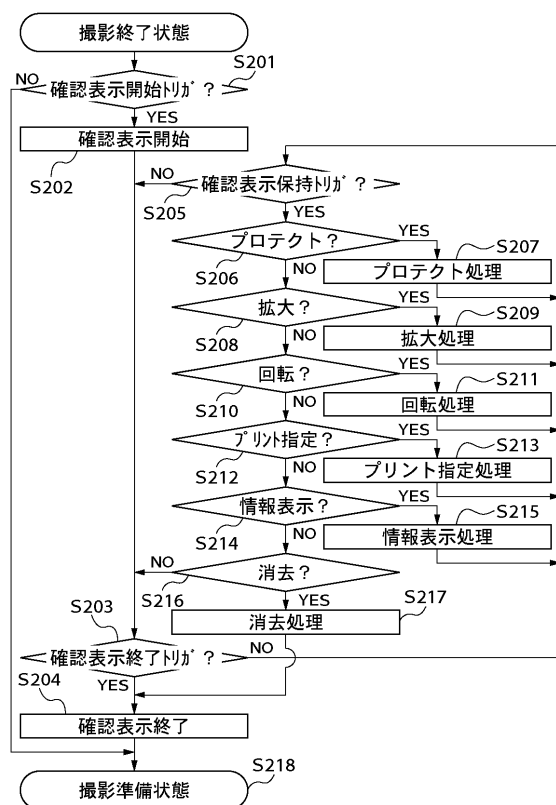 撮影終了状態
S201
NO
確認表示開始ﾄﾘｶﾞ?
YES
確認表示開始
S202
NO
確認表示保持ﾄﾘｶﾞ?
S205
YES
プロテクト?
YES
S207
S206
NO
プロテクト処理
拡大?
YES
S209
S208
NO
拡大処理
回転?
YES
S211
S210
NO
回転処理
ﾌﾟﾘﾝﾄ指定?
YES
S213
S212
NO
プリント指定処理
情報表示?
YES
S215
S214
NO
情報表示処理
NO
消去?
S216
YES
S217
消去処理
S203
確認表示終了ﾄﾘｶﾞ?
NO
S204
YES
確認表示終了
S218
撮影準備状態